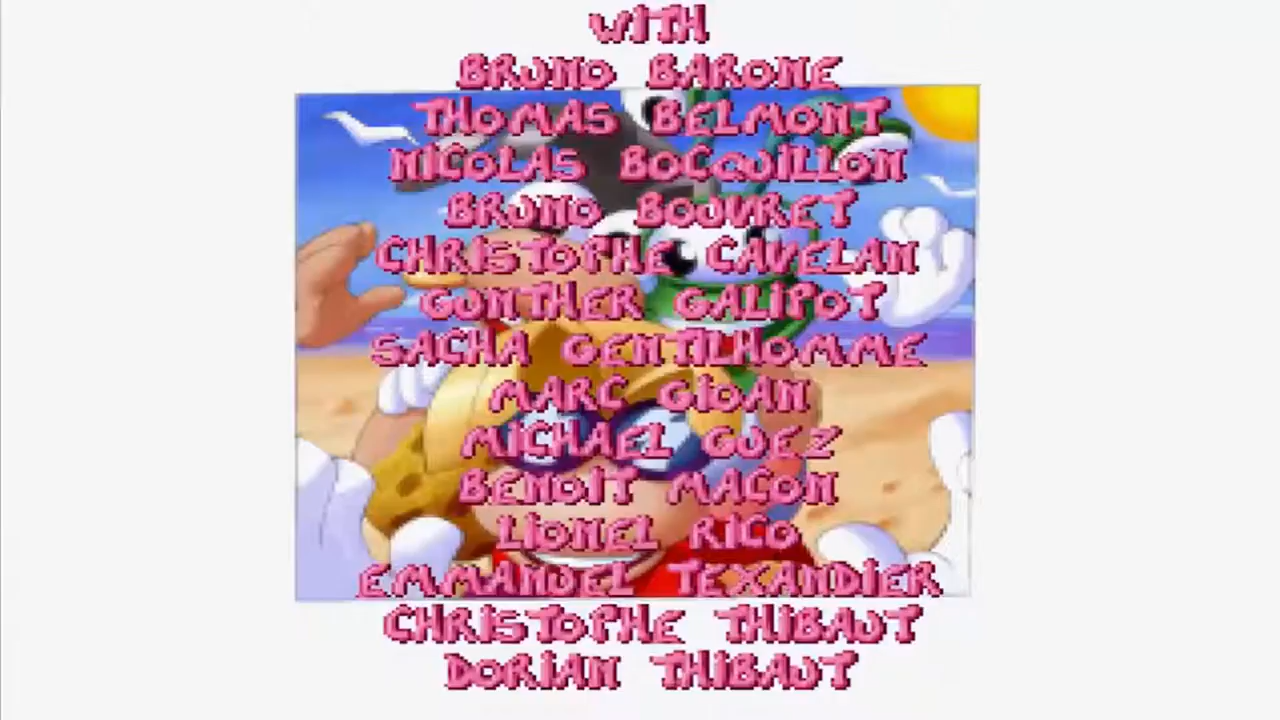 WITH
BRUNO BARONE
THOMAS BELMONT
NICOLAS BOCQUILLON
BRUNO BOUVRET
CHRISTOPHE CAVELAN
GUNTHER GALIPOT
SACHA GENTILHOMME
MARC GIOAN
MICHAEL GUEZ
BENOIT MACON
LIONEL RICO
EMMANUEL TEXANDIER
CHRISTOPHE THIBAUT
DORIAN THIBAUT